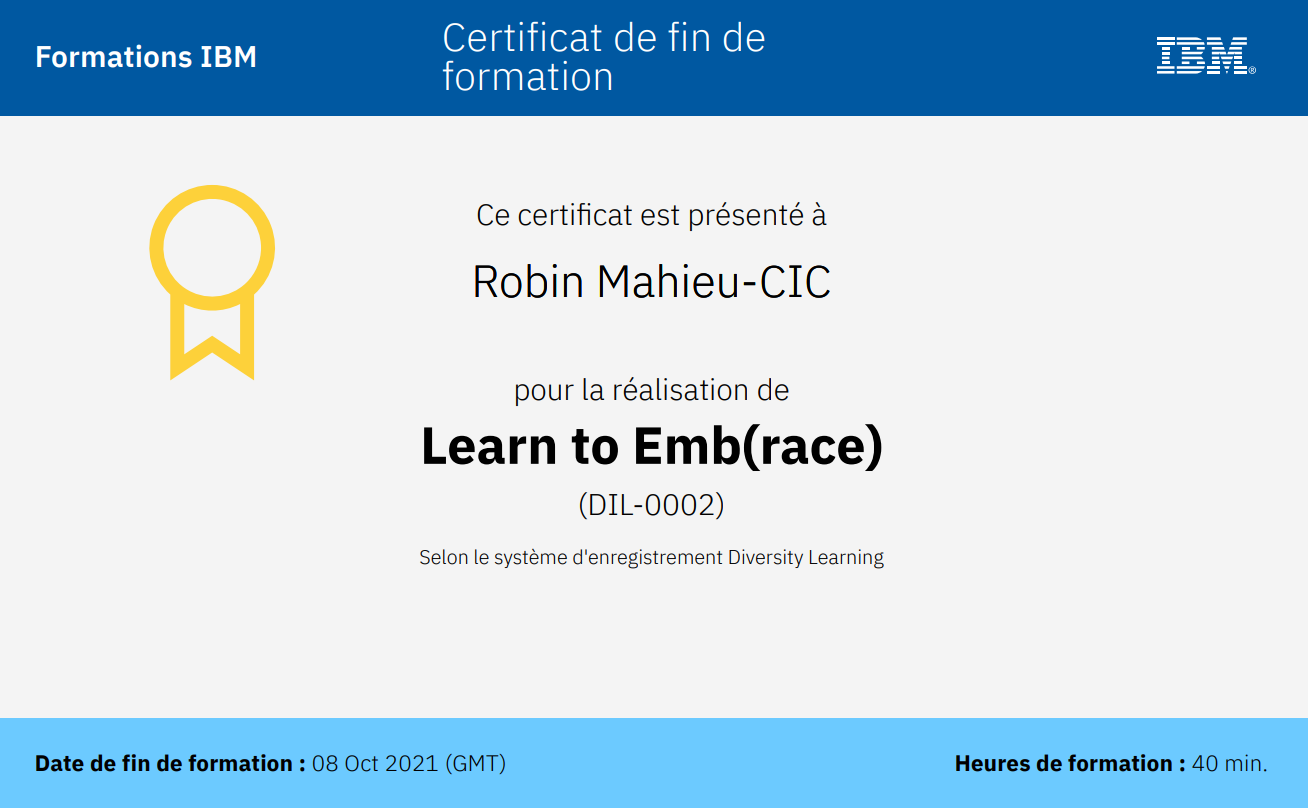 Formations IBM
Certificat de fin de
formation
IBM®
Ce certificat est présenté à
Robin Mahieu-CIC
pour la réalisation de
Learn to Emb(race)
(DIL-0002)
Selon le système d'enregistrement Diversity Learning
Date de fin de formation : 08 Oct 2021 (GMT)
Heures de formation : 40 min.